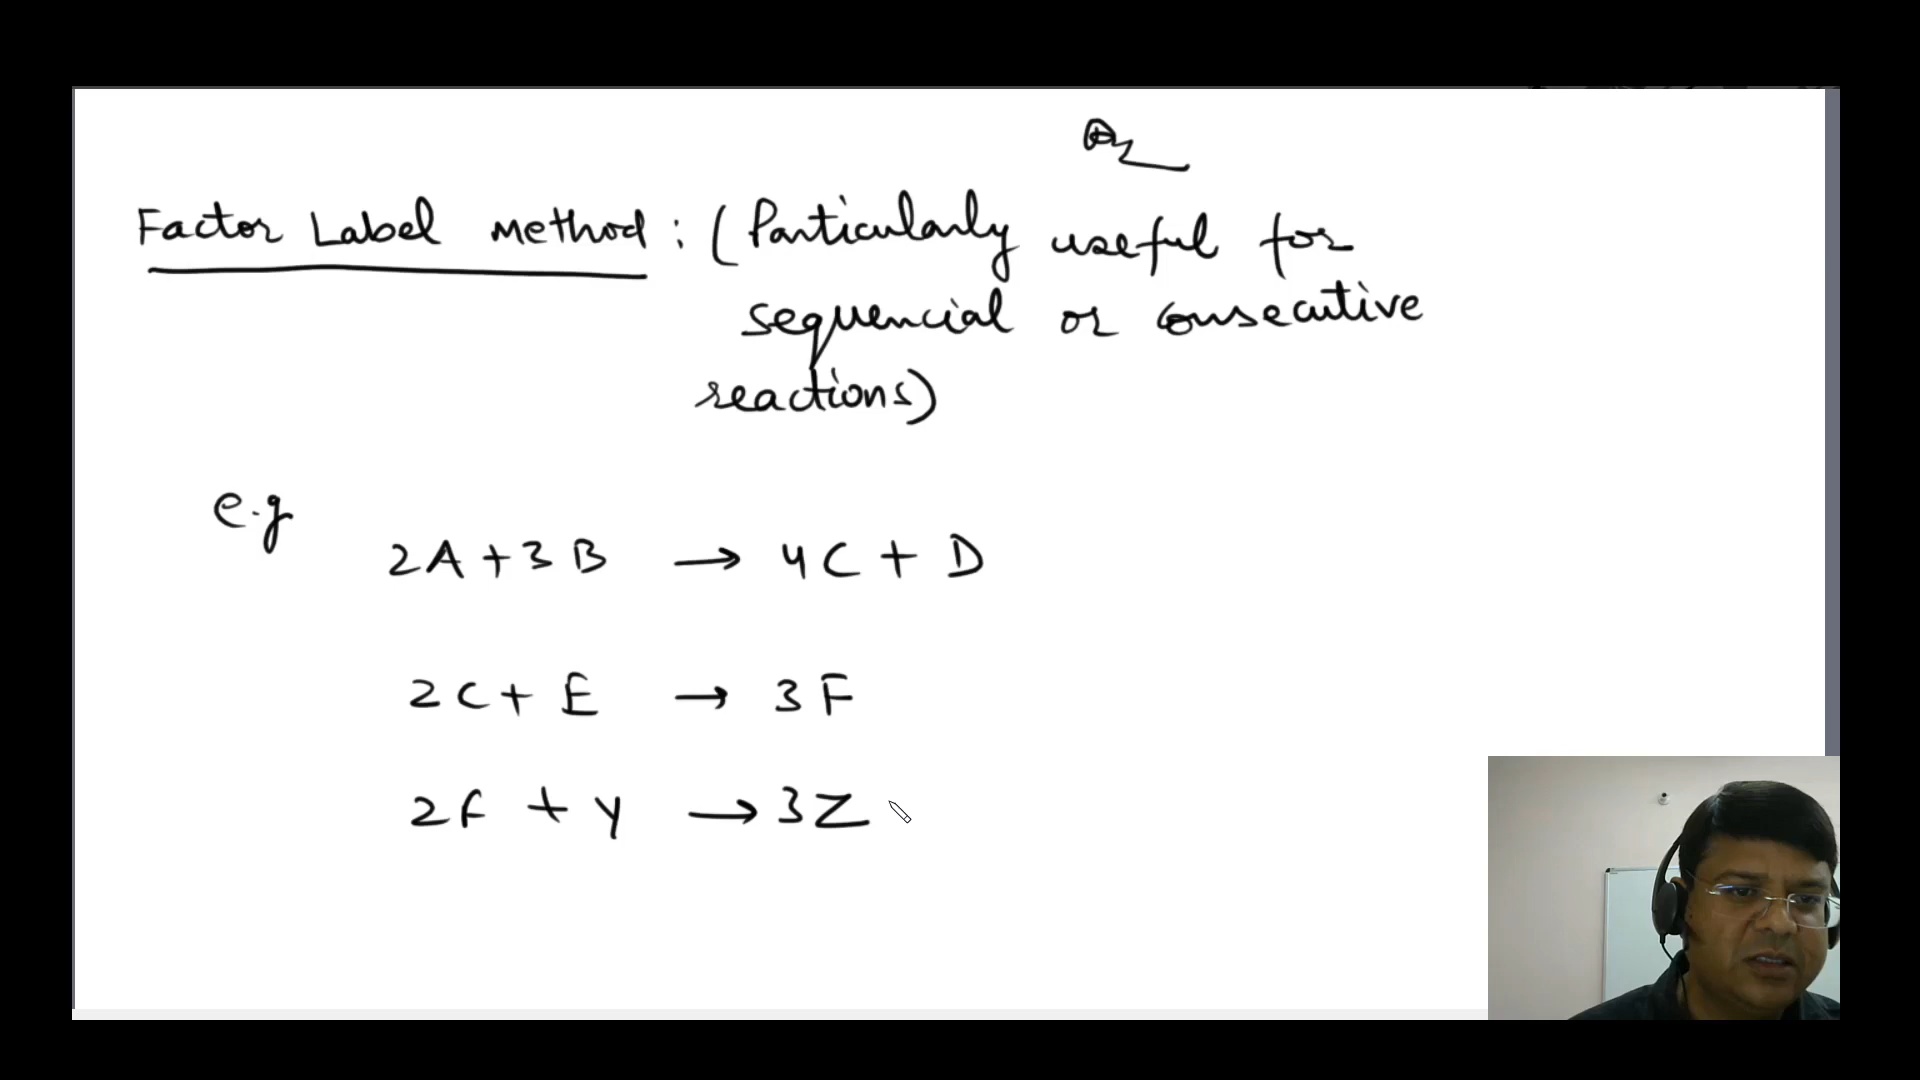 Factor Label Method : (Particularly useful for
sequencial or consecutive
reactions)
e.g
2A + 3B → 4C + D
2C + E → 3F
2F + Y → 3Z